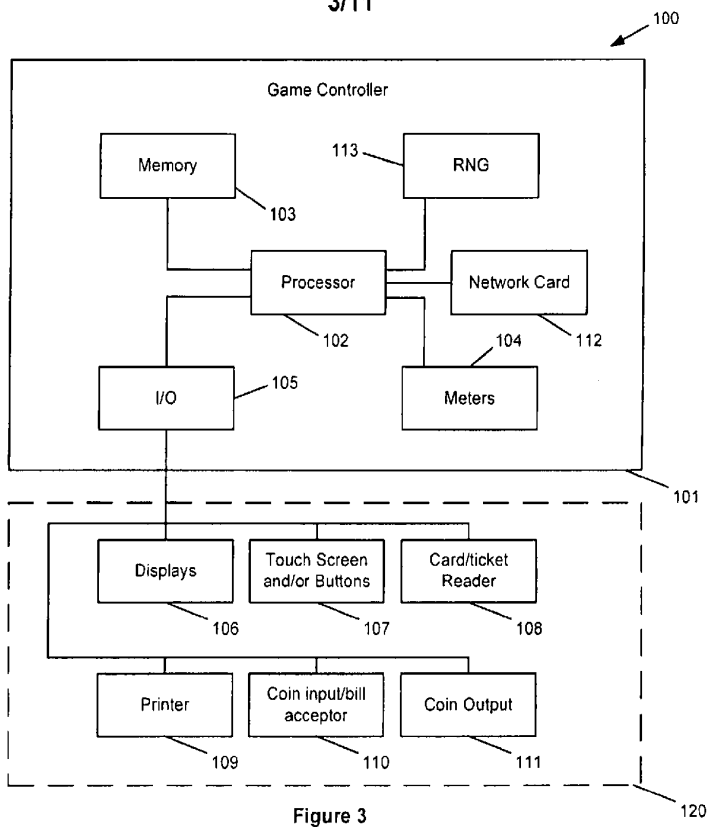 3/11
100
Game Controller
Memory
113
RNG
103
Processor
Network Card
102
104
112
I/O
105
Meters
101
Displays
Touch Screen
and/or Buttons
Card/ticket
Reader
106
107
108
Printer
Coin input/bill
acceptor
Coin Output
109
110
111
120
Figure 3